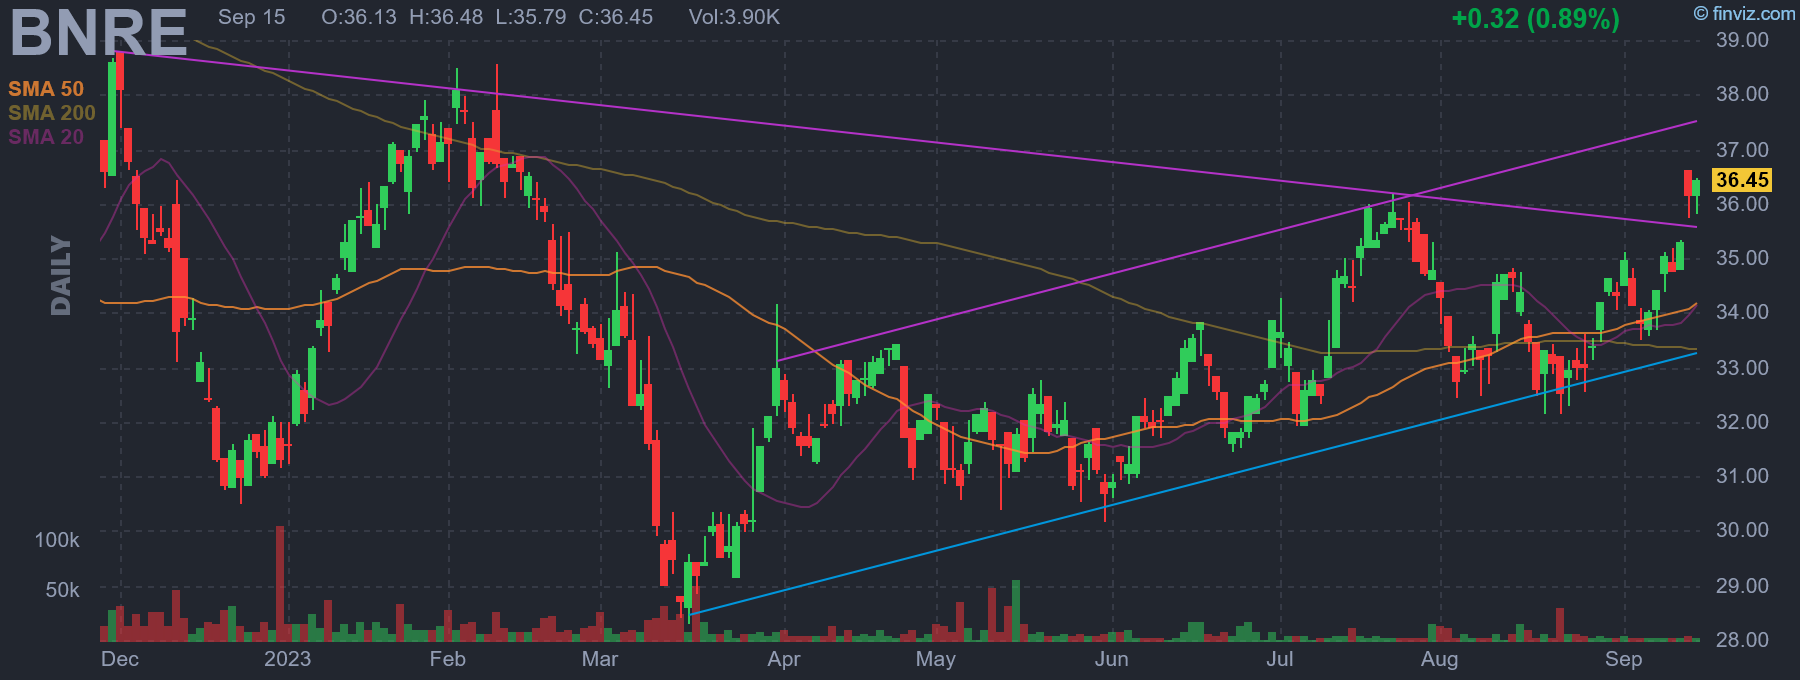 BNRE Sep 15 O:36.13 H:36.48 L:35.79 C:36.45 Vol:3.90K +0.32 (0.89%) © finviz.com
SMA 50
SMA 200
SMA 20
DAILY
39.00
38.00
37.00
36.45
36.00
35.00
34.00
33.00
32.00
31.00
30.00
29.00
28.00
100k
50k
Dec 2023 Feb Mar Apr May Jun Jul Aug Sep